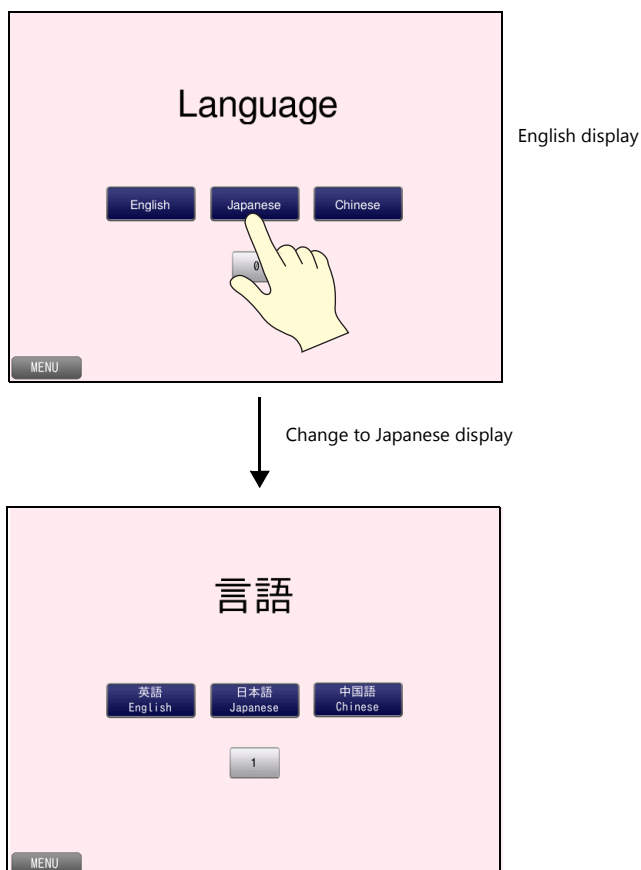 Language
English display
English
Japanese
Chinese
0
MENU
Change to Japanese display
言語
英語
English
日本語
Japanese
中国語
Chinese
1
MENU